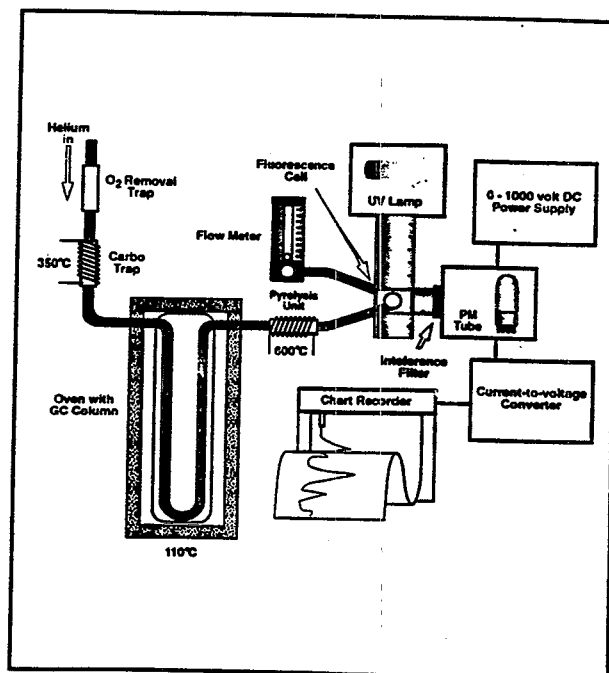 Helium
in
O2 Removal
Trap
350°C
Carbo
Trap
Oven with
GC Column
110°C
Flow Meter
Fluorescence
Cell
Pyrolysis
Unit
600°C
UV Lamp
Interference
Filter
PM
Tube
0 - 1000 volt DC
Power Supply
Current-to-voltage
Converter
Chart Recorder